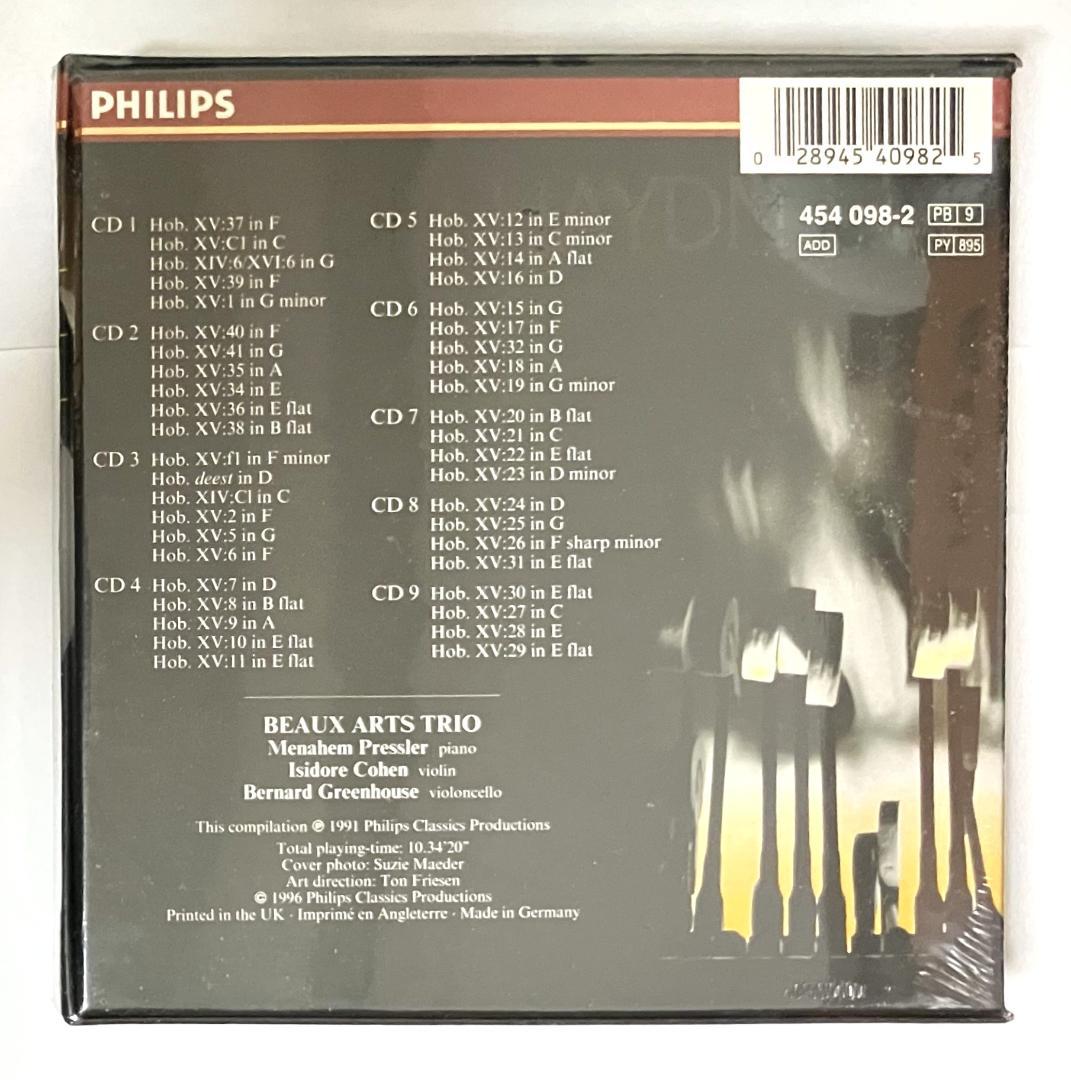 PHILIPS
0 28945 40982 5
454 098-2 PB 9
ADD PY 895
CD 1 Hob. XV:37 in F
Hob. XV:C1 in C
Hob. XIV:6/XVI:6 in G
Hob. XV:39 in F
Hob. XV:1 in G minor
CD 2 Hob. XV:40 in F
Hob. XV:41 in G
Hob. XV:35 in A
Hob. XV:34 in E
Hob. XV:36 in E flat
Hob. XV:38 in B flat
CD 3 Hob. XV:f1 in F minor
Hob. deest in D
Hob. XIV:C1 in C
Hob. XV:2 in F
Hob. XV:5 in G
Hob. XV:6 in F
CD 4 Hob. XV:7 in D
Hob. XV:8 in B flat
Hob. XV:9 in A
Hob. XV:10 in E flat
Hob. XV:11 in E flat
CD 5 Hob. XV:12 in E minor
Hob. XV:13 in C minor
Hob. XV:14 in A flat
Hob. XV:16 in D
CD 6 Hob. XV:15 in G
Hob. XV:17 in F
Hob. XV:32 in G
Hob. XV:18 in A
Hob. XV:19 in G minor
CD 7 Hob. XV:20 in B flat
Hob. XV:21 in C
Hob. XV:22 in E flat
Hob. XV:23 in D minor
CD 8 Hob. XV:24 in D
Hob. XV:25 in G
Hob. XV:26 in F sharp minor
Hob. XV:31 in E flat
CD 9 Hob. XV:30 in E flat
Hob. XV:27 in C
Hob. XV:28 in E
Hob. XV:29 in E flat
BEAUX ARTS TRIO
Menahem Pressler piano
Isidore Cohen violin
Bernard Greenhouse violoncello
This compilation ℗ 1991 Philips Classics Productions
Total playing-time: 10.34'20"
Cover photo: Suzie Maeder
Art direction: Ton Friesen
© 1996 Philips Classics Productions
Printed in the UK · Imprimé en Angleterre · Made in Germany